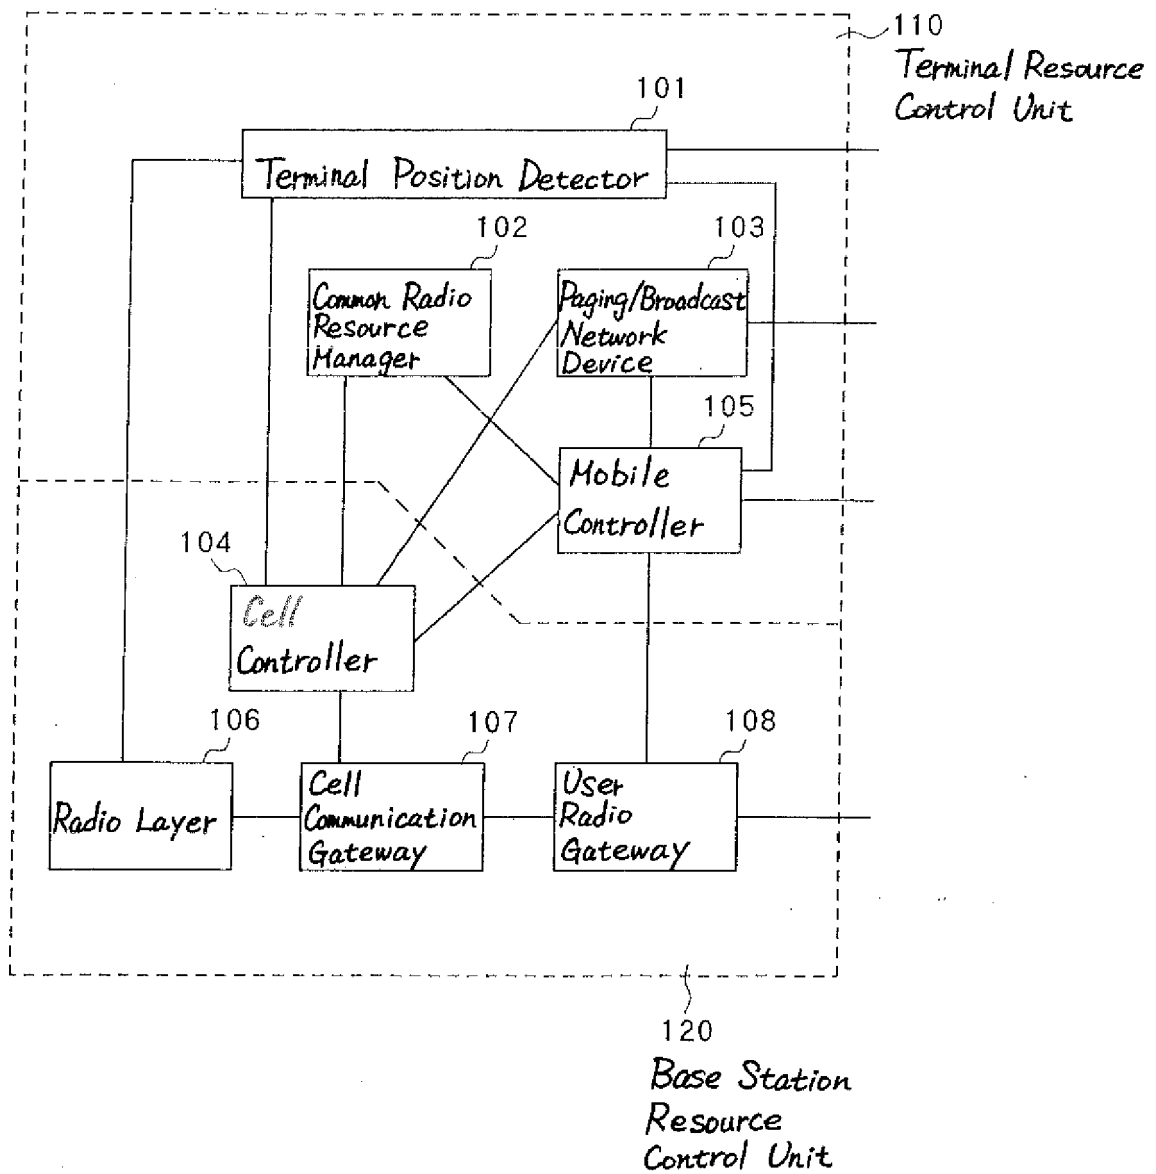 110
Terminal Resource
Control Unit
101
Terminal Position Detector
102
103
Common Radio
Resource
Manager
Paging/Broadcast
Network
Device
105
Mobile
Controller
104
Cell
Controller
106
107
108
Radio Layer
Cell
Communication
Gateway
User
Radio
Gateway
120
Base Station
Resource
Control Unit